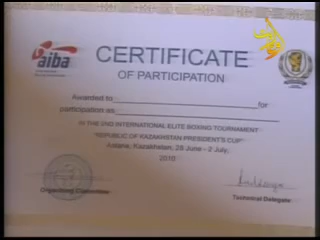 aiba
CERTIFICATE
OF PARTICIPATION
Awarded to for
participation as
IN THE 2ND INTERNATIONAL ELITE BOXING TOURNAMENT
"REPUBLIC OF KAZAKHSTAN PRESIDENT'S CUP"
Astana, Kazakhstan, 28 June - 2 July,
2010
Organizing Committee
Technical Delegate